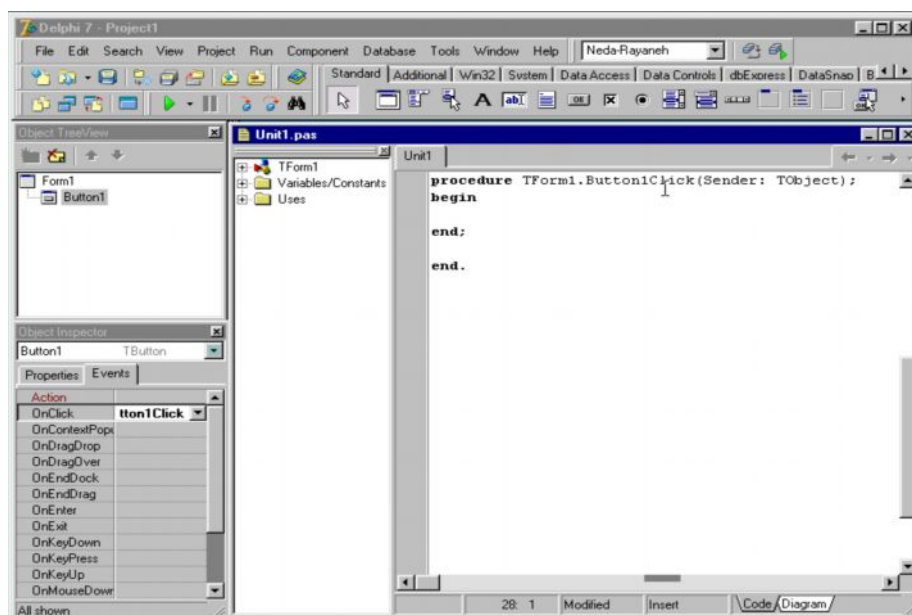 Delphi 7 - Project1
File Edit Search View Project Run Component Database Tools Window Help Neda-Rayaneh
Standard Additional Win32 System Data Access Data Controls dbExpress DataSnap B
Object TreeView
Form1
Button1
Unit1.pas
TForm1
Variables/Constants
Uses
Unit1
procedure TForm1.Button1Click(Sender: TObject);
begin
end;
end.
Object Inspector
Button1 TButton
Properties Events
Action
OnClick tton1Click
OnContextPopu
OnDragDrop
OnDragOver
OnEndDock
OnEndDrag
OnEnter
OnExit
OnKeyDown
OnKeyPress
OnKeyUp
OnMouseDown
All shown
28: 1 Modified Insert Code Diagram